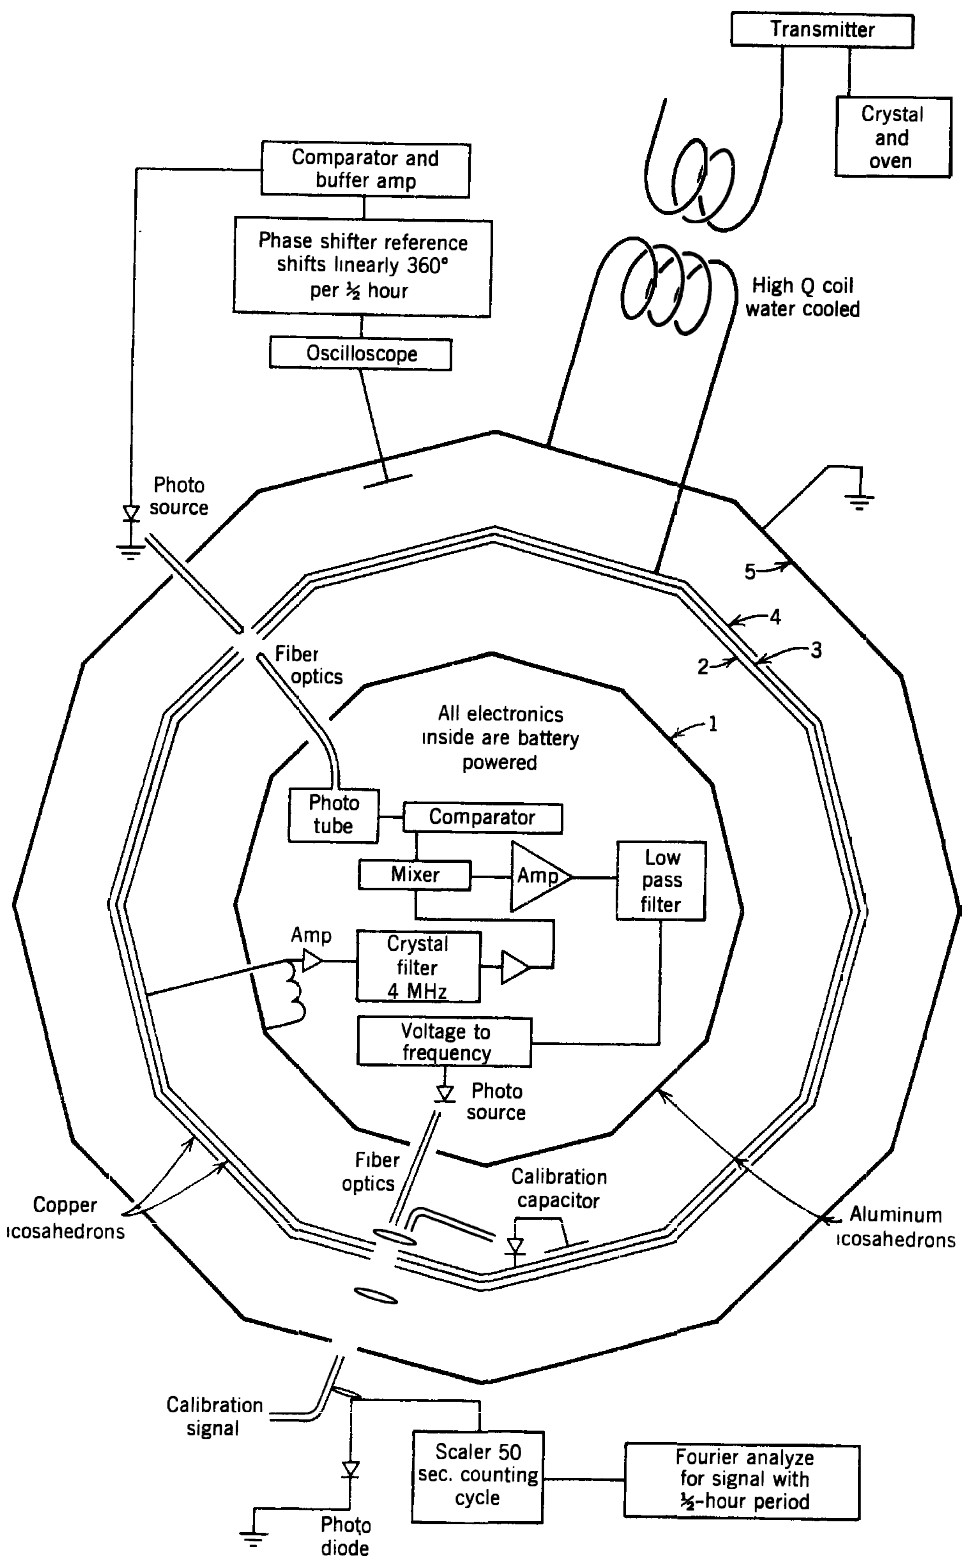 Transmitter
Crystal
and
oven
Comparator and
buffer amp
Phase shifter reference
shifts linearly 360°
per ½ hour
Oscilloscope
High Q coil
water cooled
Photo
source
5
4
3
2
1
Fiber
optics
All electronics
inside are battery
powered
Photo
tube
Comparator
Mixer
Amp
Low
pass
filter
Amp
Crystal
filter
4 MHz
Voltage to
frequency
Photo
source
Fiber
optics
Calibration
capacitor
Copper
icosahedrons
Aluminum
icosahedrons
Calibration
signal
Scaler 50
sec. counting
cycle
Fourier analyze
for signal with
½-hour period
Photo
diode